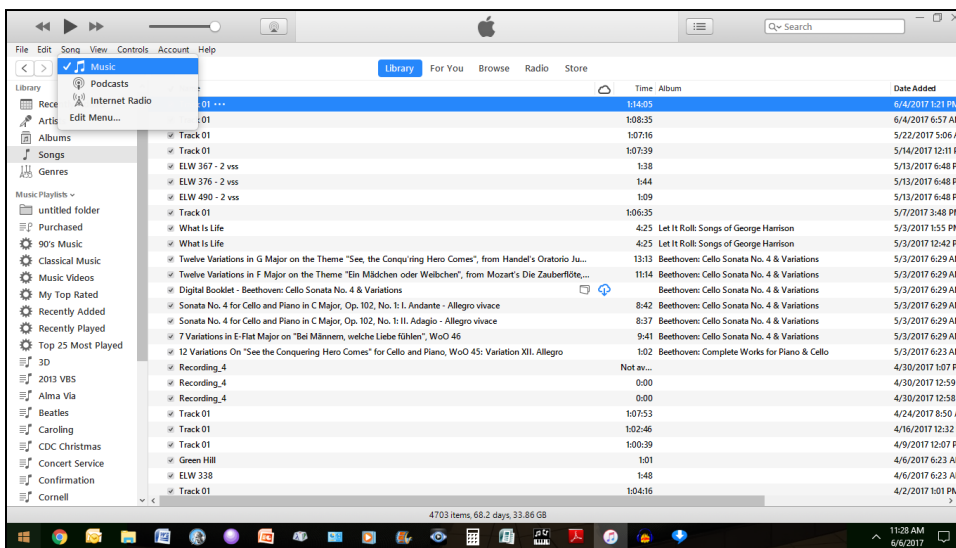 Search
File Edit Song View Controls Account Help
Music
Podcasts
Internet Radio
Edit Menu...
Library For You Browse Radio Store
Library
Rece
Artis
Albums
Songs
Genres
Music Playlists
untitled folder
Purchased
90's Music
Classical Music
Music Videos
My Top Rated
Recently Added
Recently Played
Top 25 Most Played
3D
2013 VBS
Alma Via
Beatles
Caroling
CDC Christmas
Concert Service
Confirmation
Cornell
Time Album Date Added
01 ••• 1:14:05 6/4/2017 1:21 PM
01 1:08:35 6/4/2017 6:57 A
Track 01 1:07:16 5/22/2017 5:06
Track 01 1:07:39 5/14/2017 12:11
ELW 367 - 2 vss 1:38 5/13/2017 6:48
ELW 376 - 2 vss 1:44 5/13/2017 6:48
ELW 490 - 2 vss 1:09 5/13/2017 6:48
Track 01 1:06:35 5/7/2017 3:48 P
What Is Life 4:25 Let It Roll: Songs of George Harrison 5/3/2017 1:55 P
What Is Life 4:25 Let It Roll: Songs of George Harrison 5/3/2017 12:42
Twelve Variations in G Major on the Theme "See, the Conqu'ring Hero Comes", from Handel's Oratorio Ju... 13:13 Beethoven: Cello Sonata No. 4 & Variations 5/3/2017 6:29 A
Twelve Variations in F Major on the Theme "Ein Mädchen oder Weibchen", from Mozart's Die Zauberflöte,... 11:14 Beethoven: Cello Sonata No. 4 & Variations 5/3/2017 6:29 A
Digital Booklet - Beethoven: Cello Sonata No. 4 & Variations Beethoven: Cello Sonata No. 4 & Variations 5/3/2017 6:29 A
Sonata No. 4 for Cello and Piano in C Major, Op. 102, No. 1: I. Andante - Allegro vivace 8:42 Beethoven: Cello Sonata No. 4 & Variations 5/3/2017 6:29 A
Sonata No. 4 for Cello and Piano in C Major, Op. 102, No. 1: II. Adagio - Allegro vivace 8:37 Beethoven: Cello Sonata No. 4 & Variations 5/3/2017 6:29 A
7 Variations in E-Flat Major on "Bei Männern, welche Liebe fühlen", WoO 46 9:41 Beethoven: Cello Sonata No. 4 & Variations 5/3/2017 6:29 A
12 Variations On "See the Conquering Hero Comes" for Cello and Piano, WoO 45: Variation XII. Allegro 1:02 Beethoven: Complete Works for Piano & Cello 5/3/2017 6:23 A
Recording_4 Not av... 4/30/2017 1:07
Recording_4 0:00 4/30/2017 12:59
Recording_4 0:00 4/30/2017 12:58
Track 01 1:07:53 4/24/2017 8:50
Track 01 1:02:46 4/16/2017 12:32
Track 01 1:00:39 4/9/2017 12:07
Green Hill 1:01 4/6/2017 6:23 A
ELW 338 1:48 4/6/2017 6:23 A
Track 01 1:04:16 4/2/2017 1:01 P
4703 items, 68.2 days, 33.86 GB
11:28 AM
6/6/2017